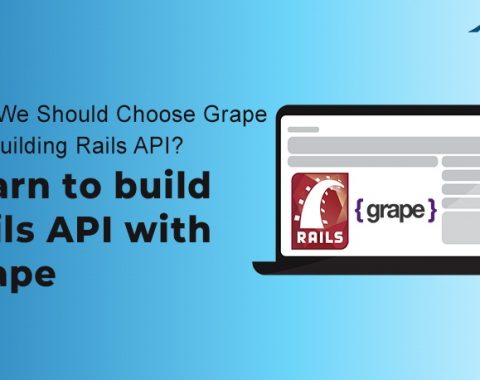 We Should Choose Grape
uilding Rails API?
arn to build
ils API with
ape
RAILS
{ grape }